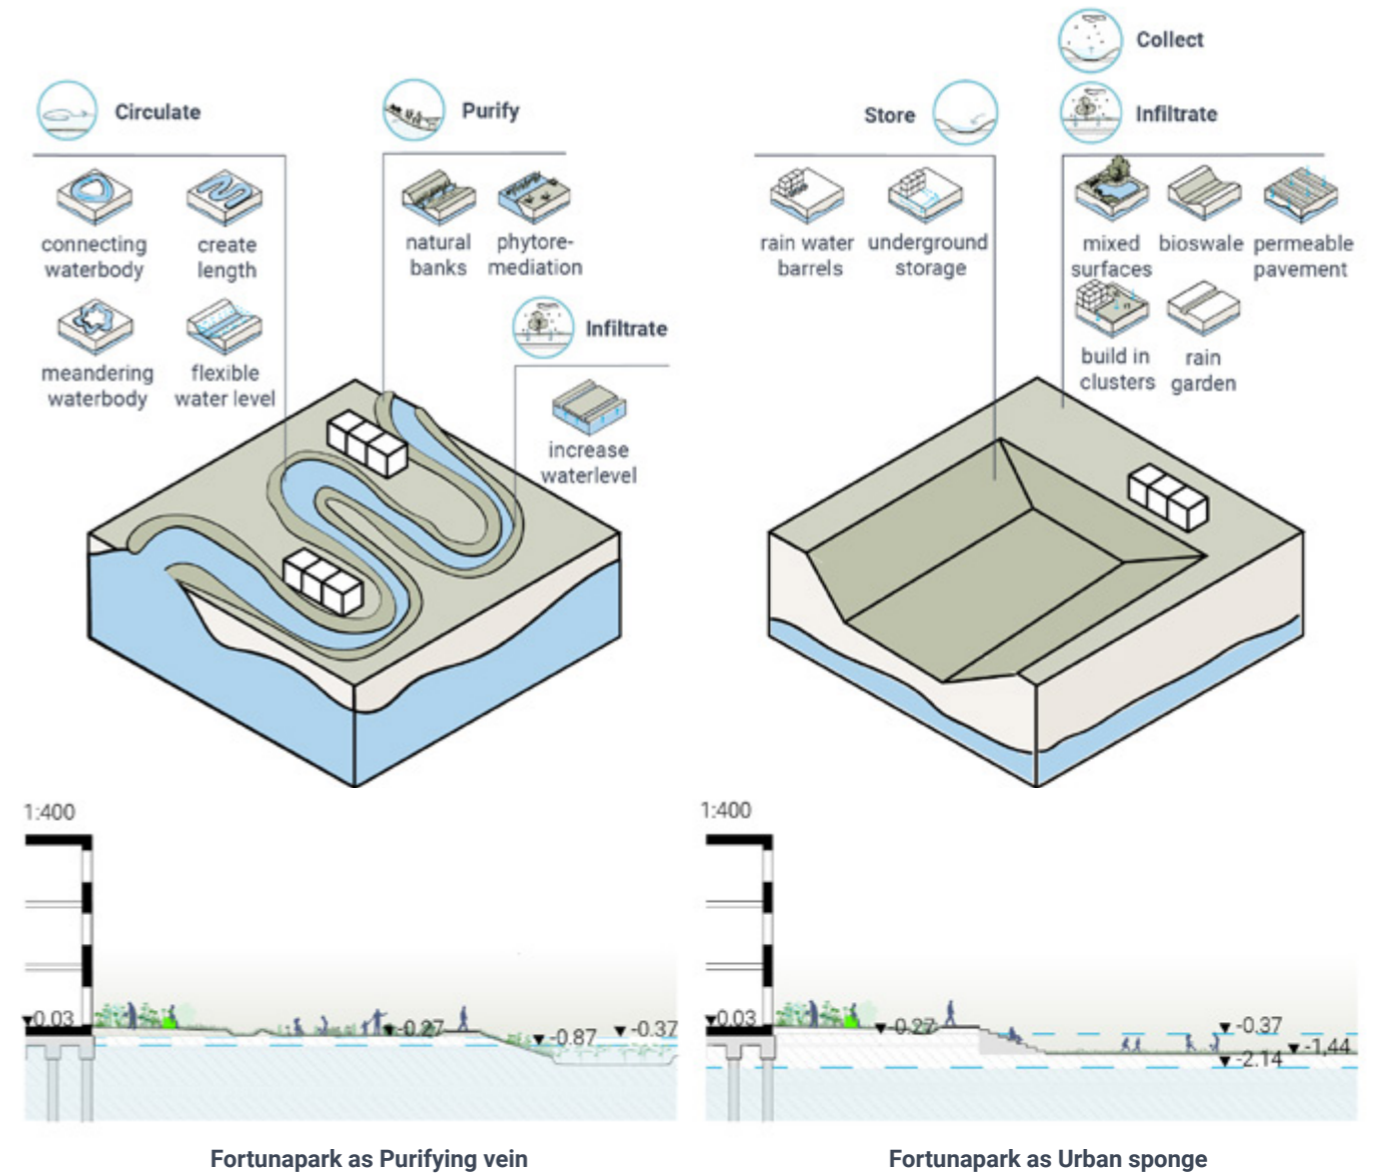 Circulate
connecting
waterbody
create
length
meandering
waterbody
flexible
water level
Purify
natural
banks
phytore-
mediation
Infiltrate
increase
waterlevel
1:400
0.03
-0.27
-0.87
-0.37
Fortunapark as Purifying vein
Store
rain water
barrels
underground
storage
Collect
Infiltrate
mixed
surfaces
bioswale
permeable
pavement
build in
clusters
rain
garden
1:400
0.03
-0.27
-0.37
-1,44
-2.14
Fortunapark as Urban sponge